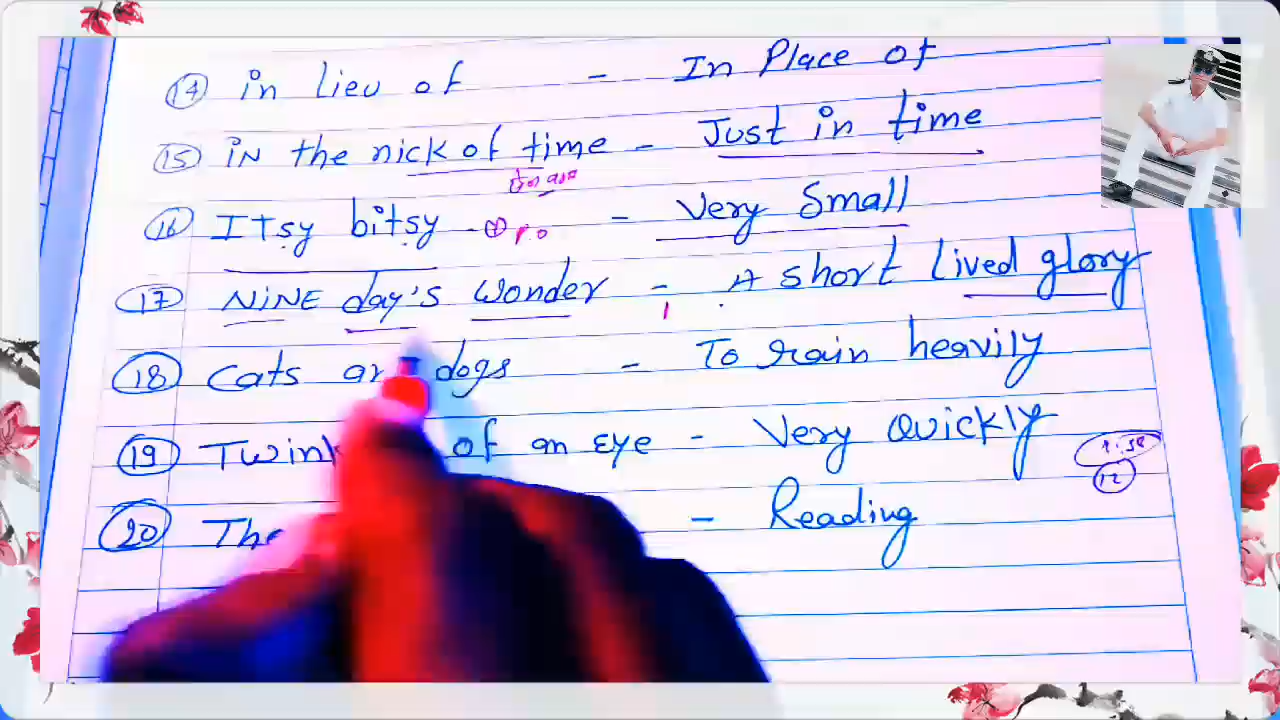 14 in lieu of - In Place of
15 iN the nick of time - Just in time
16 ITsy bitsy - Very Small
17 NiNE day's Wonder - A short lived glory
18 Cats an dogs - To rain heavily
19 Twink of an Eye - Very Quickly
12
20 The - Reading